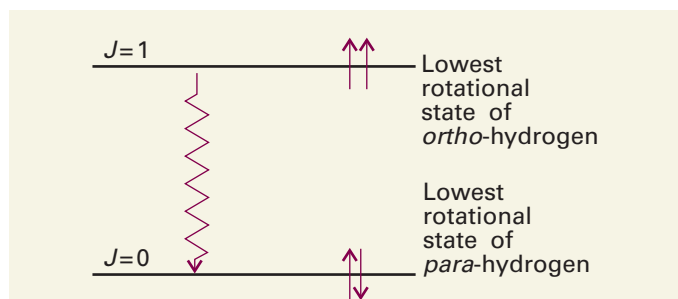 J=1
Lowest
rotational
state of
ortho-hydrogen
Lowest
rotational
state of
para-hydrogen
J=0